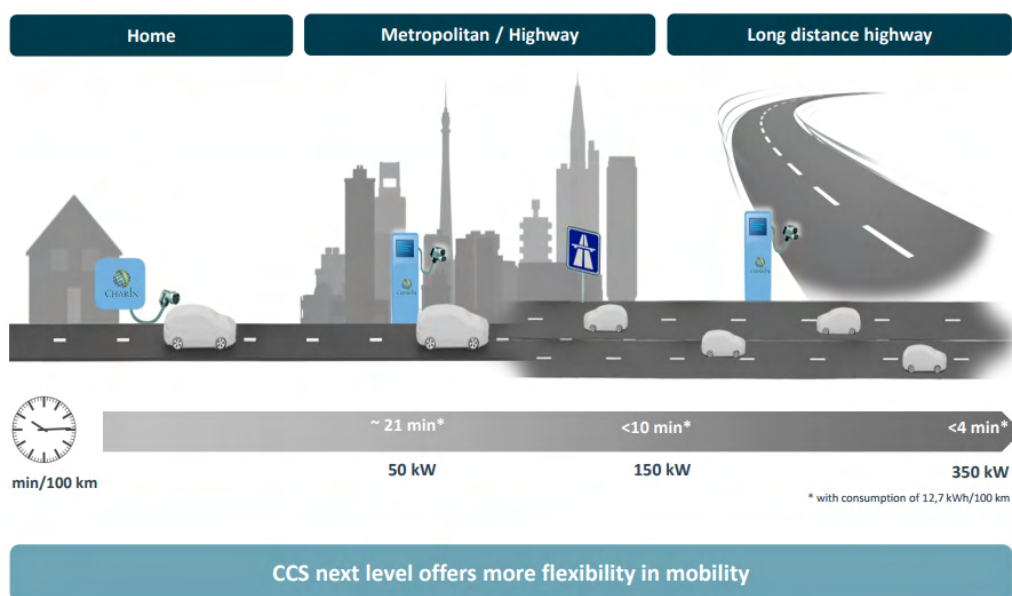 Home
Metropolitan / Highway
Long distance highway
CHARIN
CHARIN
CHARIN
~ 21 min*
<10 min*
<4 min*
50 kW
150 kW
350 kW
min/100 km
* with consumption of 12,7 kWh/100 km
CCS next level offers more flexibility in mobility